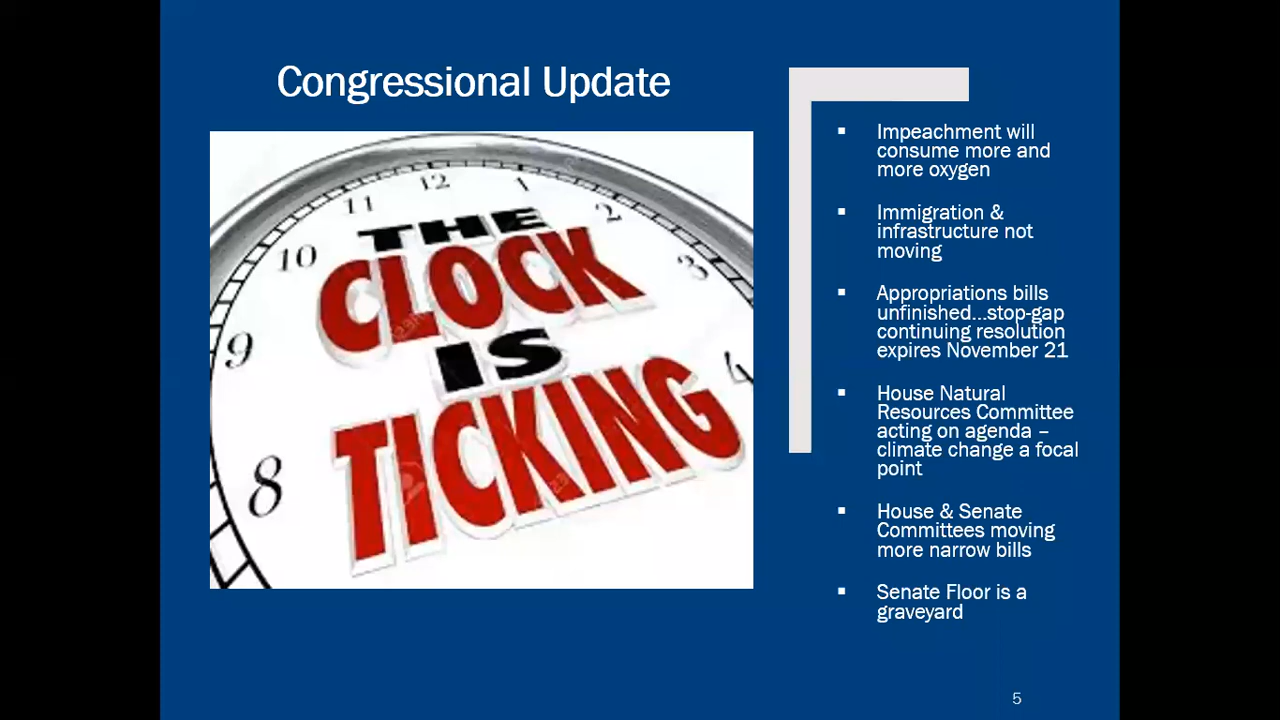 Congressional Update
12
1
11
2
10
3
9
4
8
THE
CLOCK
IS
TICKING
Impeachment will
consume more and
more oxygen
Immigration &
infrastructure not
moving
Appropriations bills
unfinished...stop-gap
continuing resolution
expires November 21
House Natural
Resources Committee
acting on agenda –
climate change a focal
point
House & Senate
Committees moving
more narrow bills
Senate Floor is a
graveyard
5